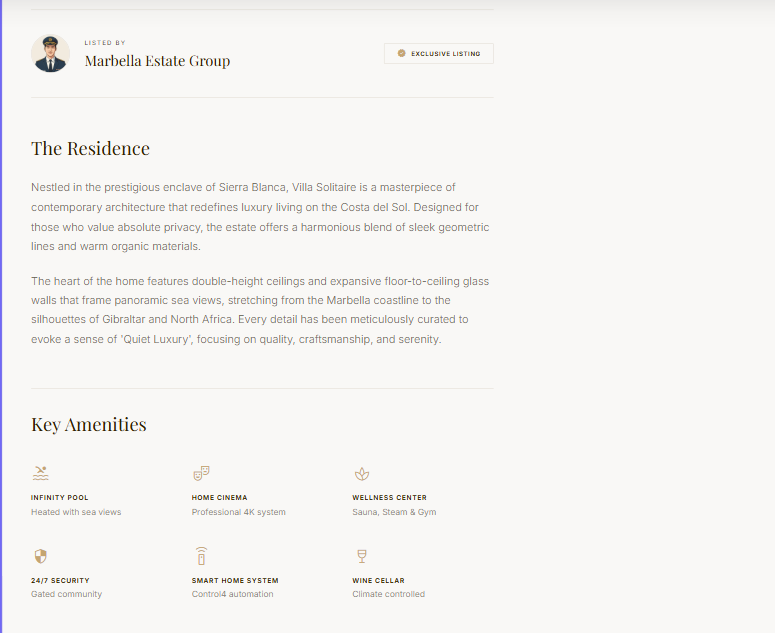 LISTED BY
Marbella Estate Group
EXCLUSIVE LISTING
The Residence
Nestled in the prestigious enclave of Sierra Blanca, Villa Solitaire is a masterpiece of
contemporary architecture that redefines luxury living on the Costa del Sol. Designed for
those who value absolute privacy, the estate offers a harmonious blend of sleek geometric
lines and warm organic materials.
The heart of the home features double-height ceilings and expansive floor-to-ceiling glass
walls that frame panoramic sea views, stretching from the Marbella coastline to the
silhouettes of Gibraltar and North Africa. Every detail has been meticulously curated to
evoke a sense of 'Quiet Luxury', focusing on quality, craftsmanship, and serenity.
Key Amenities
INFINITY POOL
Heated with sea views
HOME CINEMA
Professional 4K system
WELLNESS CENTER
Sauna, Steam & Gym
24/7 SECURITY
Gated community
SMART HOME SYSTEM
Control4 automation
WINE CELLAR
Climate controlled